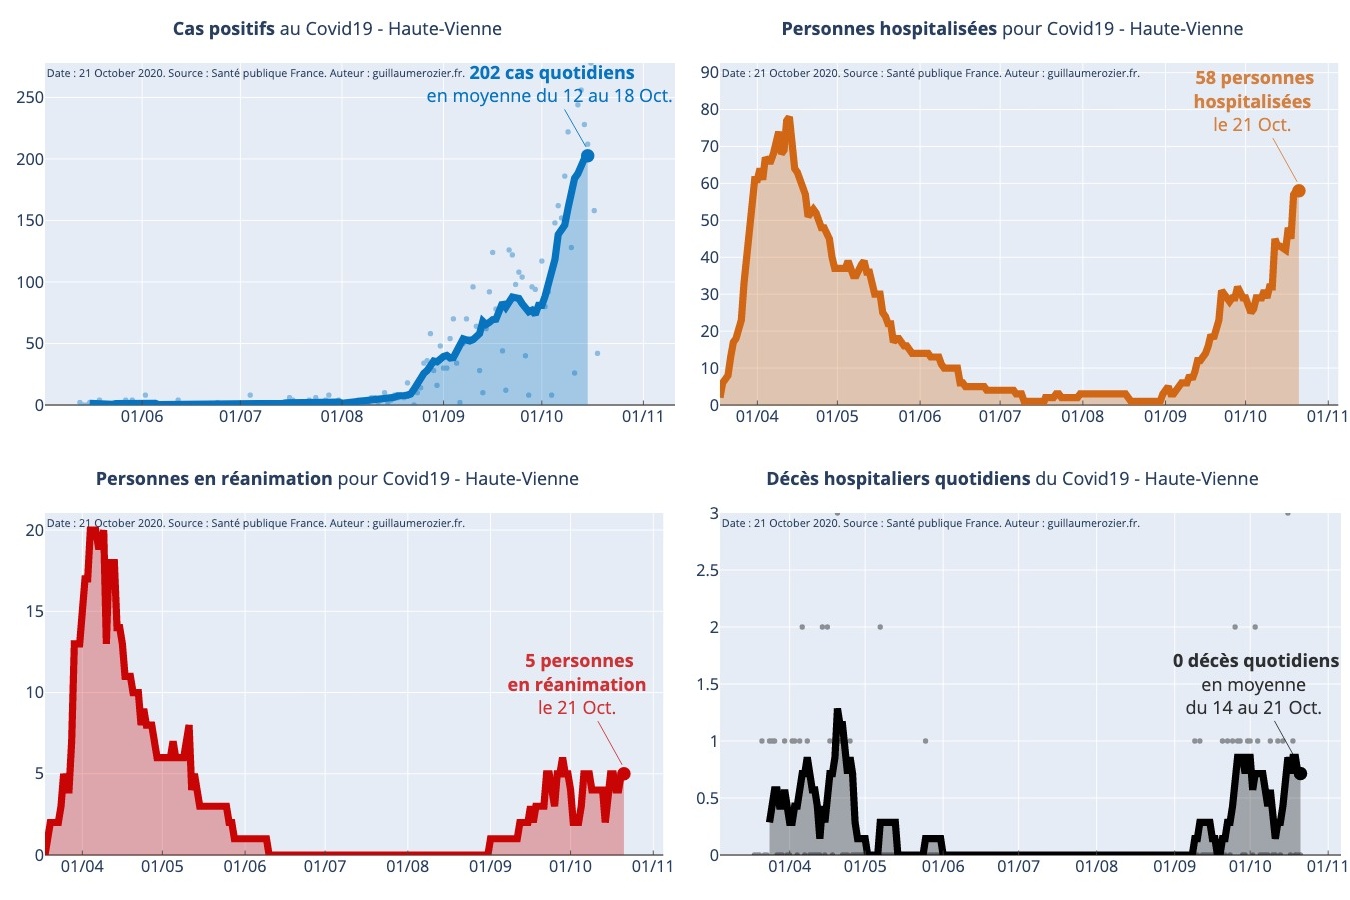 Cas positifs au Covid19 - Haute-Vienne
Date : 21 October 2020. Source : Santé publique France. Auteur : guillaumerozier.fr.
202 cas quotidiens
en moyenne du 12 au 18 Oct.
250
200
150
100
50
0
01/06 01/07 01/08 01/09 01/10 01/11
Personnes hospitalisées pour Covid19 - Haute-Vienne
Date : 21 October 2020. Source : Santé publique France. Auteur : guillaumerozier.fr.
58 personnes
hospitalisées
le 21 Oct.
90
80
70
60
50
40
30
20
10
0
01/04 01/05 01/06 01/07 01/08 01/09 01/10 01/11
Personnes en réanimation pour Covid19 - Haute-Vienne
Date : 21 October 2020. Source : Santé publique France. Auteur : guillaumerozier.fr.
5 personnes
en réanimation
le 21 Oct.
20
15
10
5
0
01/04 01/05 01/06 01/07 01/08 01/09 01/10 01/11
Décès hospitaliers quotidiens du Covid19 - Haute-Vienne
Date : 21 October 2020. Source : Santé publique France. Auteur : guillaumerozier.fr.
0 décès quotidiens
en moyenne
du 14 au 21 Oct.
3
2.5
2
1.5
1
0.5
0
01/04 01/05 01/06 01/07 01/08 01/09 01/10 01/11